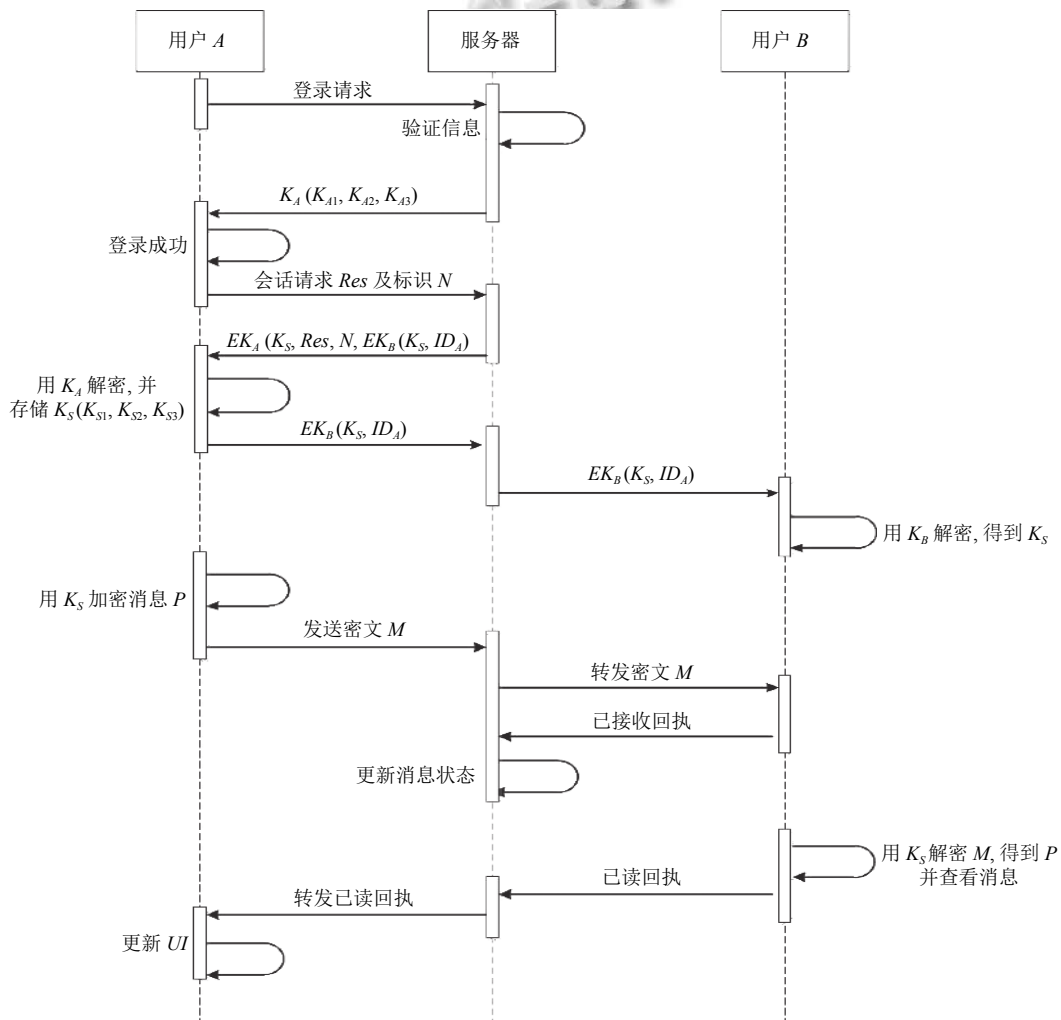 用户 A
服务器
用户 B
登录请求
验证信息
K_A (K_A1, K_A2, K_A3)
登录成功
会话请求 Res 及标识 N
EK_A (K_S, Res, N, EK_B (K_S, ID_A)
用 K_A 解密, 并
存储 K_S (K_S1, K_S2, K_S3)
EK_B (K_S, ID_A)
EK_B (K_S, ID_A)
用 K_B 解密, 得到 K_S
用 K_S 加密消息 P
发送密文 M
转发密文 M
已接收回执
更新消息状态
用 K_S 解密 M, 得到 P
并查看消息
已读回执
转发已读回执
更新 UI